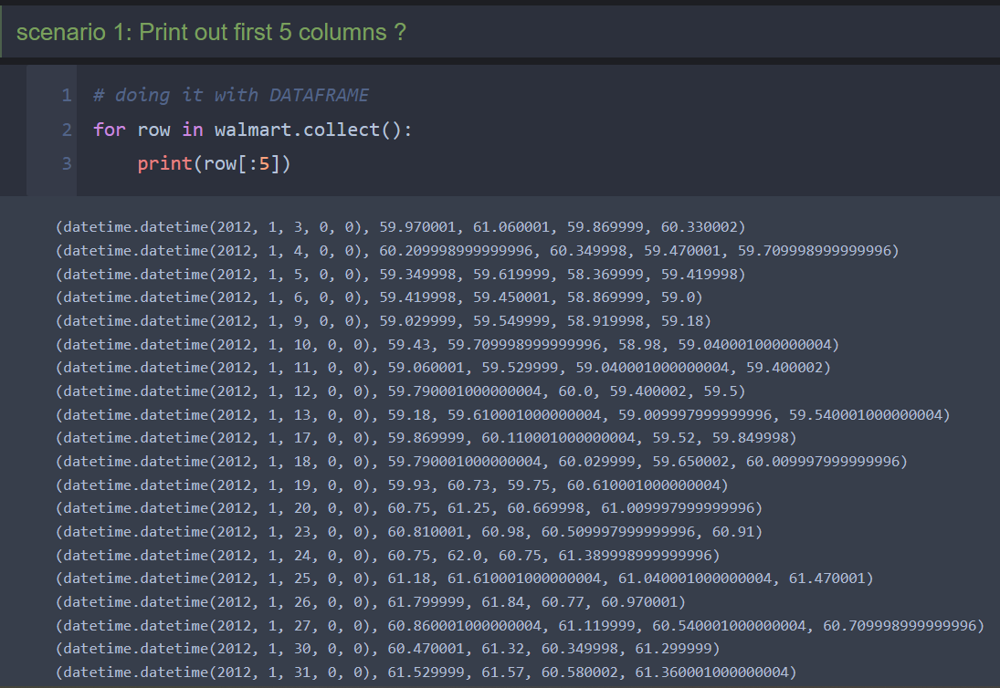 scenario 1: Print out first 5 columns ?
1 # doing it with DATAFRAME
2 for row in walmart.collect():
3 print(row[:5])
(datetime.datetime(2012, 1, 3, 0, 0), 59.970001, 61.060001, 59.869999, 60.330002)
(datetime.datetime(2012, 1, 4, 0, 0), 60.209998999999996, 60.349998, 59.470001, 59.709998999999996)
(datetime.datetime(2012, 1, 5, 0, 0), 59.349998, 59.619999, 58.369999, 59.419998)
(datetime.datetime(2012, 1, 6, 0, 0), 59.419998, 59.450001, 58.869999, 59.0)
(datetime.datetime(2012, 1, 9, 0, 0), 59.029999, 59.549999, 58.919998, 59.18)
(datetime.datetime(2012, 1, 10, 0, 0), 59.43, 59.709998999999996, 58.98, 59.040001000000004)
(datetime.datetime(2012, 1, 11, 0, 0), 59.060001, 59.529999, 59.040001000000004, 59.400002)
(datetime.datetime(2012, 1, 12, 0, 0), 59.790001000000004, 60.0, 59.400002, 59.5)
(datetime.datetime(2012, 1, 13, 0, 0), 59.18, 59.610001000000004, 59.009997999999996, 59.540001000000004)
(datetime.datetime(2012, 1, 17, 0, 0), 59.869999, 60.110001000000004, 59.52, 59.849998)
(datetime.datetime(2012, 1, 18, 0, 0), 59.790001000000004, 60.029999, 59.650002, 60.009997999999996)
(datetime.datetime(2012, 1, 19, 0, 0), 59.93, 60.73, 59.75, 60.610001000000004)
(datetime.datetime(2012, 1, 20, 0, 0), 60.75, 61.25, 60.669998, 61.009997999999996)
(datetime.datetime(2012, 1, 23, 0, 0), 60.810001, 60.98, 60.509997999999996, 60.91)
(datetime.datetime(2012, 1, 24, 0, 0), 60.75, 62.0, 60.75, 61.389998999999996)
(datetime.datetime(2012, 1, 25, 0, 0), 61.18, 61.610001000000004, 61.040001000000004, 61.470001)
(datetime.datetime(2012, 1, 26, 0, 0), 61.799999, 61.84, 60.77, 60.970001)
(datetime.datetime(2012, 1, 27, 0, 0), 60.860001000000004, 61.119999, 60.540001000000004, 60.709998999999996)
(datetime.datetime(2012, 1, 30, 0, 0), 60.470001, 61.32, 60.349998, 61.299999)
(datetime.datetime(2012, 1, 31, 0, 0), 61.529999, 61.57, 60.580002, 61.360001000000004)